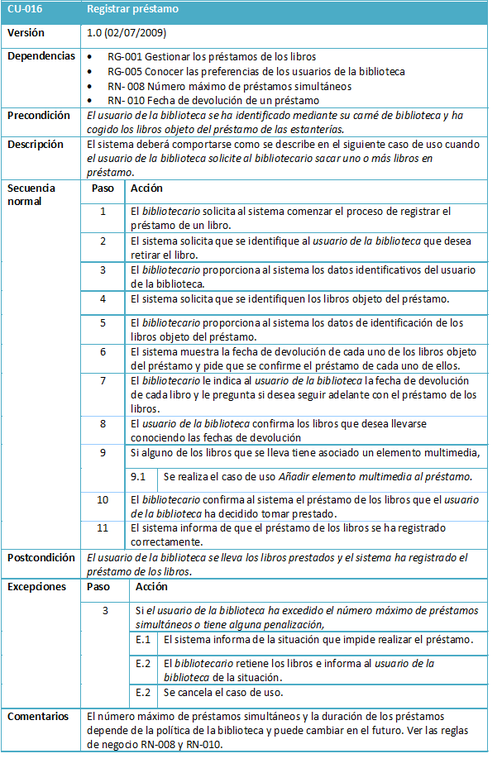 CU-016 Registrar préstamo
Versión 1.0 (02/07/2009)
Dependencias • RG-001 Gestionar los préstamos de los libros
• RG-005 Conocer las preferencias de los usuarios de la biblioteca
• RN- 008 Número máximo de préstamos simultáneos
• RN- 010 Fecha de devolución de un préstamo
Precondición El usuario de la biblioteca se ha identificado mediante su carné de biblioteca y ha
cogido los libros objeto del préstamo de las estanterías.
Descripción El sistema deberá comportarse como se describe en el siguiente caso de uso cuando
el usuario de la biblioteca solicite al bibliotecario sacar uno o más libros en
préstamo.
Secuencia Paso Acción
normal
1 El bibliotecario solicita al sistema comenzar el proceso de registrar el
préstamo de un libro.
2 El sistema solicita que se identifique al usuario de la biblioteca que desea
retirar el libro.
3 El bibliotecario proporciona al sistema los datos identificativos del usuario
de la biblioteca.
4 El sistema solicita que se identifiquen los libros objeto del préstamo.
5 El bibliotecario proporciona al sistema los datos de identificación de los
libros objeto del préstamo.
6 El sistema muestra la fecha de devolución de cada uno de los libros objeto
del préstamo y pide que se confirme el préstamo de cada uno de ellos.
7 El bibliotecario le indica al usuario de la biblioteca la fecha de devolución
de cada libro y le pregunta si desea seguir adelante con el préstamo de los
libros.
8 El usuario de la biblioteca confirma los libros que desea llevarse
conociendo las fechas de devolución
9 Si alguno de los libros que se lleva tiene asociado un elemento multimedia,
9.1 Se realiza el caso de uso Añadir elemento multimedia al préstamo.
10 El bibliotecario confirma al sistema el préstamo de los libros que el usuario
de la biblioteca ha decidido tomar prestado.
11 El sistema informa de que el préstamo de los libros se ha registrado
correctamente.
Postcondición El usuario de la biblioteca se lleva los libros prestados y el sistema ha registrado el
préstamo de los libros.
Excepciones Paso Acción
3 Si el usuario de la biblioteca ha excedido el número máximo de préstamos
simultáneos o tiene alguna penalización,
E.1 El sistema informa de la situación que impide realizar el préstamo.
E.2 El bibliotecario retiene los libros e informa al usuario de la
biblioteca de la situación.
E.2 Se cancela el caso de uso.
Comentarios El número máximo de préstamos simultáneos y la duración de los préstamos
depende de la política de la biblioteca y puede cambiar en el futuro. Ver las reglas
de negocio RN-008 y RN-010.